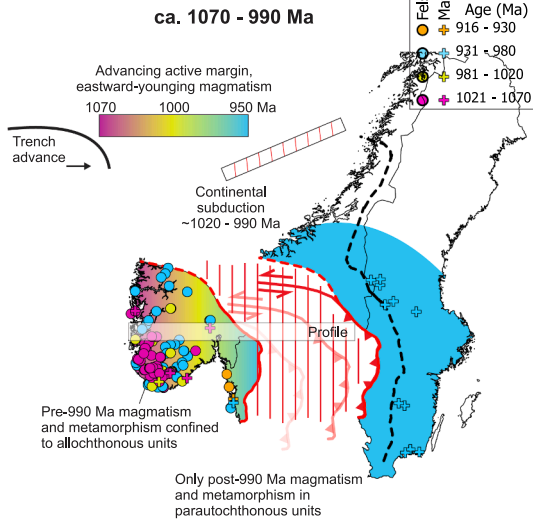 ca. 1070 - 990 Ma
Fel
Ma
Age (Ma)
916 - 930
931 - 980
981 - 1020
1021 - 1070
Advancing active margin,
eastward-younging magmatism
1070
1000
950 Ma
Trench
advance
Continental
subduction
~1020 - 990 Ma
Profile
Pre-990 Ma magmatism
and metamorphism confined
to allochthonous units
Only post-990 Ma magmatism
and metamorphism in
parautochthonous units